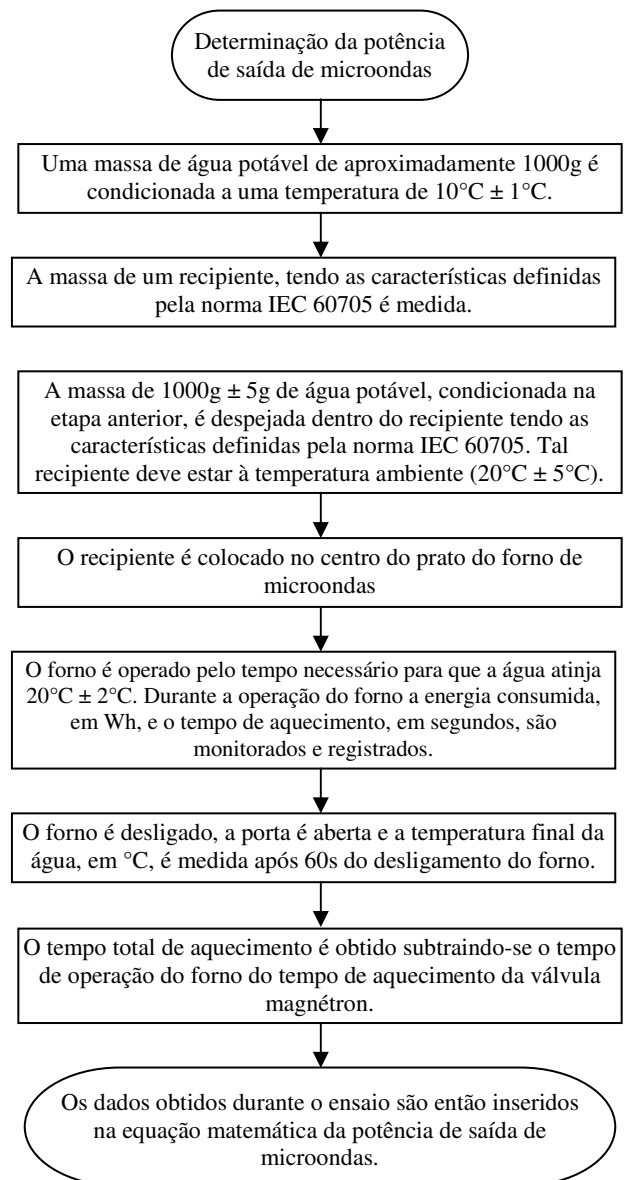 Determinação da potência
de saída de microondas
Uma massa de água potável de aproximadamente 1000g é
condicionada a uma temperatura de 10°C ± 1°C.
A massa de um recipiente, tendo as características definidas
pela norma IEC 60705 é medida.
A massa de 1000g ± 5g de água potável, condicionada na
etapa anterior, é despejada dentro do recipiente tendo as
características definidas pela norma IEC 60705. Tal
recipiente deve estar à temperatura ambiente (20°C ± 5°C).
O recipiente é colocado no centro do prato do forno de
microondas
O forno é operado pelo tempo necessário para que a água atinja
20°C ± 2°C. Durante a operação do forno a energia consumida,
em Wh, e o tempo de aquecimento, em segundos, são
monitorados e registrados.
O forno é desligado, a porta é aberta e a temperatura final da
água, em °C, é medida após 60s do desligamento do forno.
O tempo total de aquecimento é obtido subtraindo-se o tempo
de operação do forno do tempo de aquecimento da válvula
magnétron.
Os dados obtidos durante o ensaio são então inseridos
na equação matemática da potência de saída de
microondas.